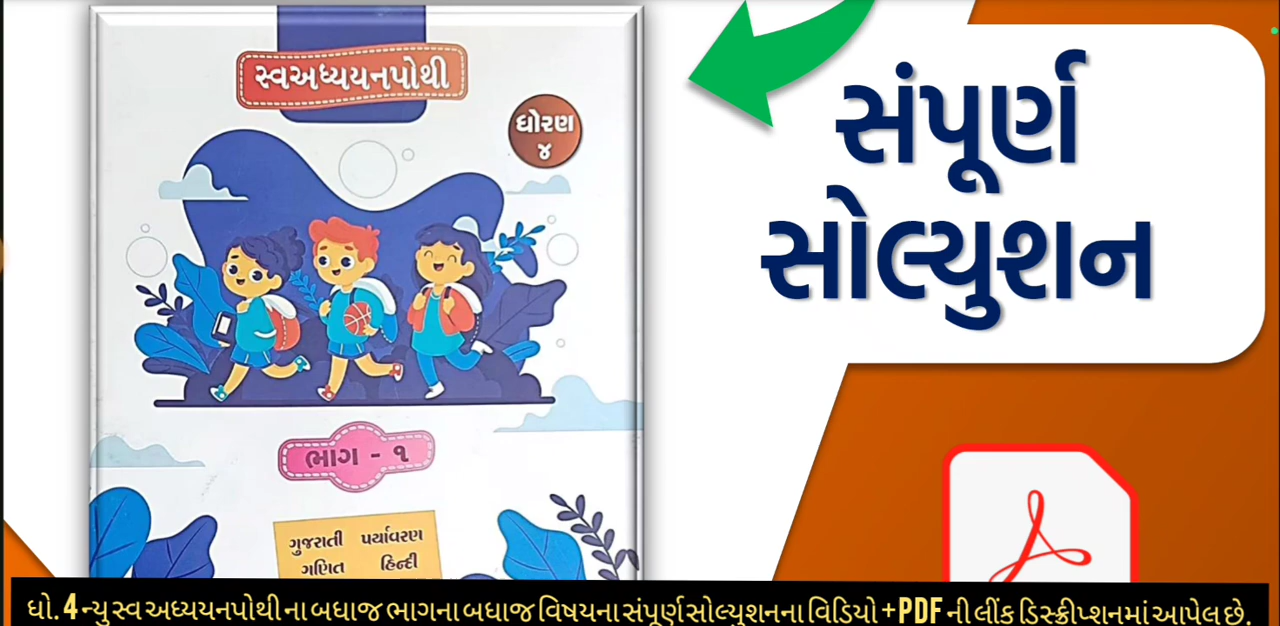 સ્વઅધ્યયનપોથી
ધોરણ
૪
સંપૂર્ણ
સોલ્યુશન
ભાગ - ૧
ગુજરાતી પર્યાવરણ
ગણિત હિન્દી
ધો. 4 ન્યુ સ્વ અધ્યયનપોથી ના બધાજ ભાગના બધાજ વિષયના સંપૂર્ણ સોલ્યુશનના વિડિયો + PDF ની લીંક ડિસ્ક્રીપ્શનમાં આપેલ છે.